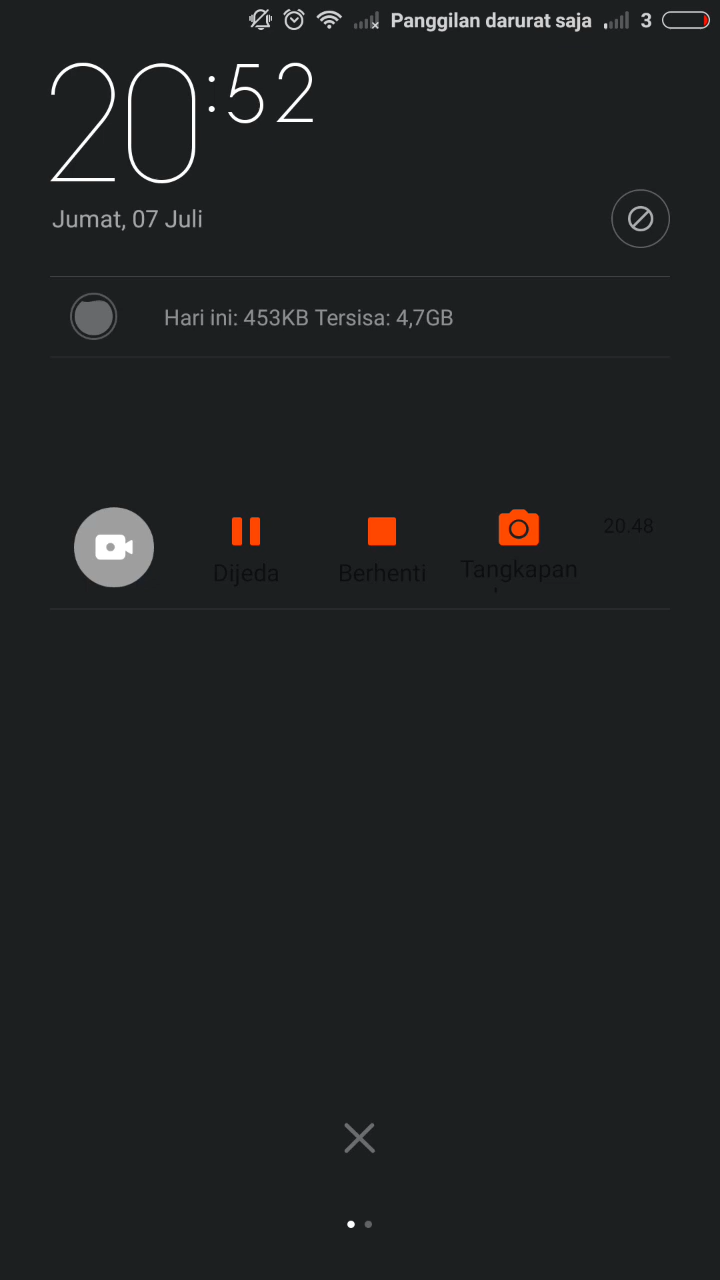 Panggilan darurat saja 3
20:52
Jumat, 07 Juli
Hari ini: 453KB Tersisa: 4,7GB
20.48
Dijeda Berhenti Tangkapan